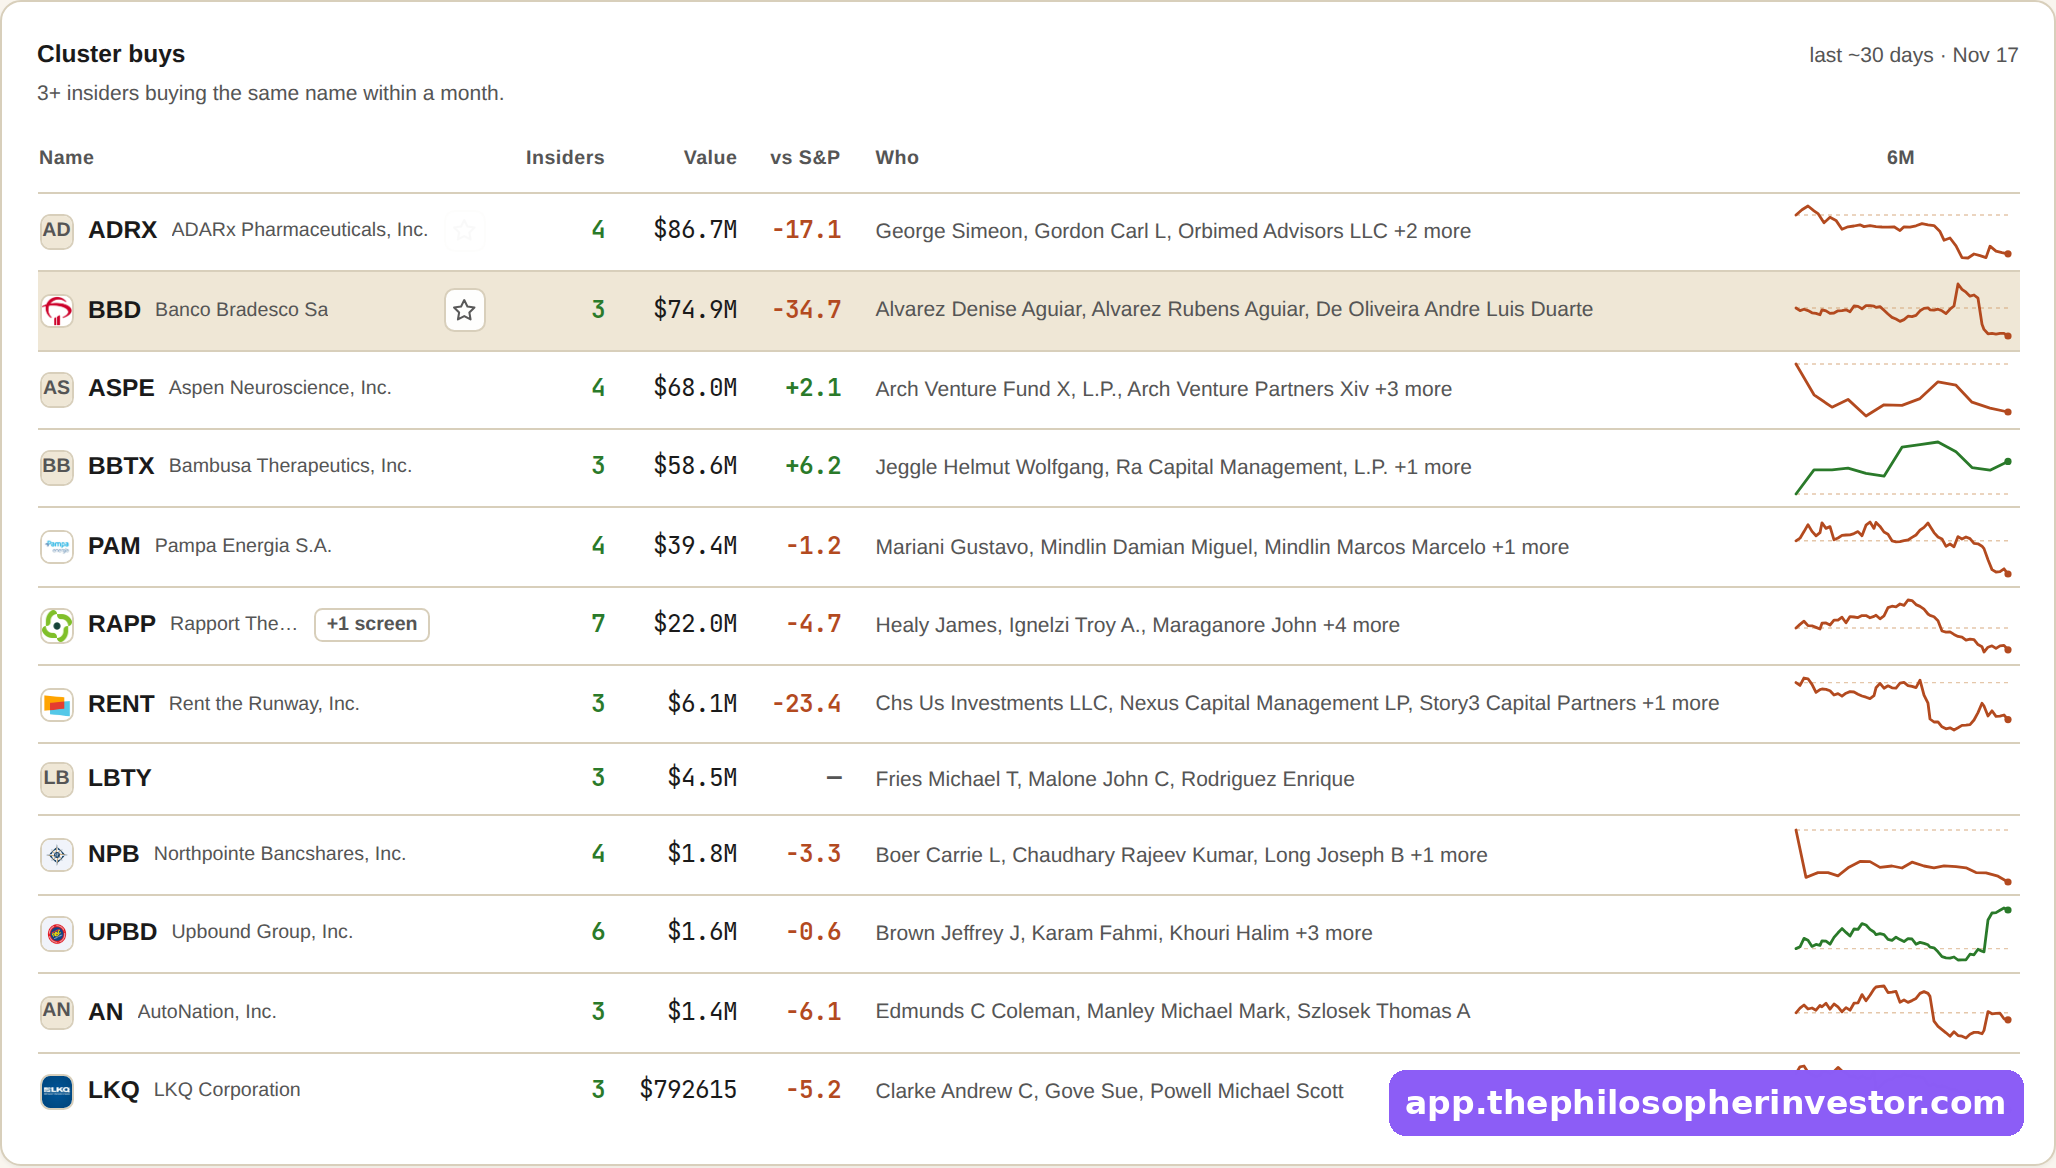 Cluster buys
last ~30 days · Nov 17
3+ insiders buying the same name within a month.
Name Insiders Value vs S&P Who 6M
AD ADRX ADARx Pharmaceuticals, Inc. 4 $86.7M -17.1 George Simeon, Gordon Carl L, Orbimed Advisors LLC +2 more
BBD Banco Bradesco Sa 3 $74.9M -34.7 Alvarez Denise Aguiar, Alvarez Rubens Aguiar, De Oliveira Andre Luis Duarte
AS ASPE Aspen Neuroscience, Inc. 4 $68.0M +2.1 Arch Venture Fund X, L.P., Arch Venture Partners Xiv +3 more
BB BBTX Bambusa Therapeutics, Inc. 3 $58.6M +6.2 Jeggle Helmut Wolfgang, Ra Capital Management, L.P. +1 more
Pampa energía PAM Pampa Energia S.A. 4 $39.4M -1.2 Mariani Gustavo, Mindlin Damian Miguel, Mindlin Marcos Marcelo +1 more
RAPP Rapport The… +1 screen 7 $22.0M -4.7 Healy James, Ignelzi Troy A., Maraganore John +4 more
RENT Rent the Runway, Inc. 3 $6.1M -23.4 Chs Us Investments LLC, Nexus Capital Management LP, Story3 Capital Partners +1 more
LB LBTY 3 $4.5M – Fries Michael T, Malone John C, Rodriguez Enrique
NPB Northpointe Bancshares, Inc. 4 $1.8M -3.3 Boer Carrie L, Chaudhary Rajeev Kumar, Long Joseph B +1 more
UPBD Upbound Group, Inc. 6 $1.6M -0.6 Brown Jeffrey J, Karam Fahmi, Khouri Halim +3 more
AN AN AutoNation, Inc. 3 $1.4M -6.1 Edmunds C Coleman, Manley Michael Mark, Szlosek Thomas A
LKQ LKQ LKQ Corporation 3 $792615 -5.2 Clarke Andrew C, Gove Sue, Powell Michael Scott
app.thephilosopherinvestor.com